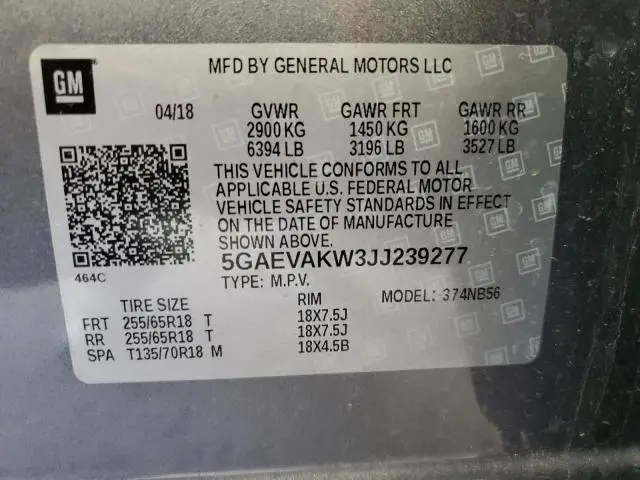 GM
MFD BY GENERAL MOTORS LLC
04/18 GVWR GAWR FRT GAWR RR
2900 KG 1450 KG 1600 KG
6394 LB 3196 LB 3527 LB
THIS VEHICLE CONFORMS TO ALL
APPLICABLE U.S. FEDERAL MOTOR
VEHICLE SAFETY STANDARDS IN EFFECT
ON THE DATE OF MANUFACTURE
SHOWN ABOVE.
464C 5GAEVAKW3JJ239277
TYPE: M.P.V. MODEL: 374NB56
TIRE SIZE RIM
FRT 255/65R18 T 18X7.5J
RR 255/65R18 T 18X7.5J
SPA T135/70R18 M 18X4.5B